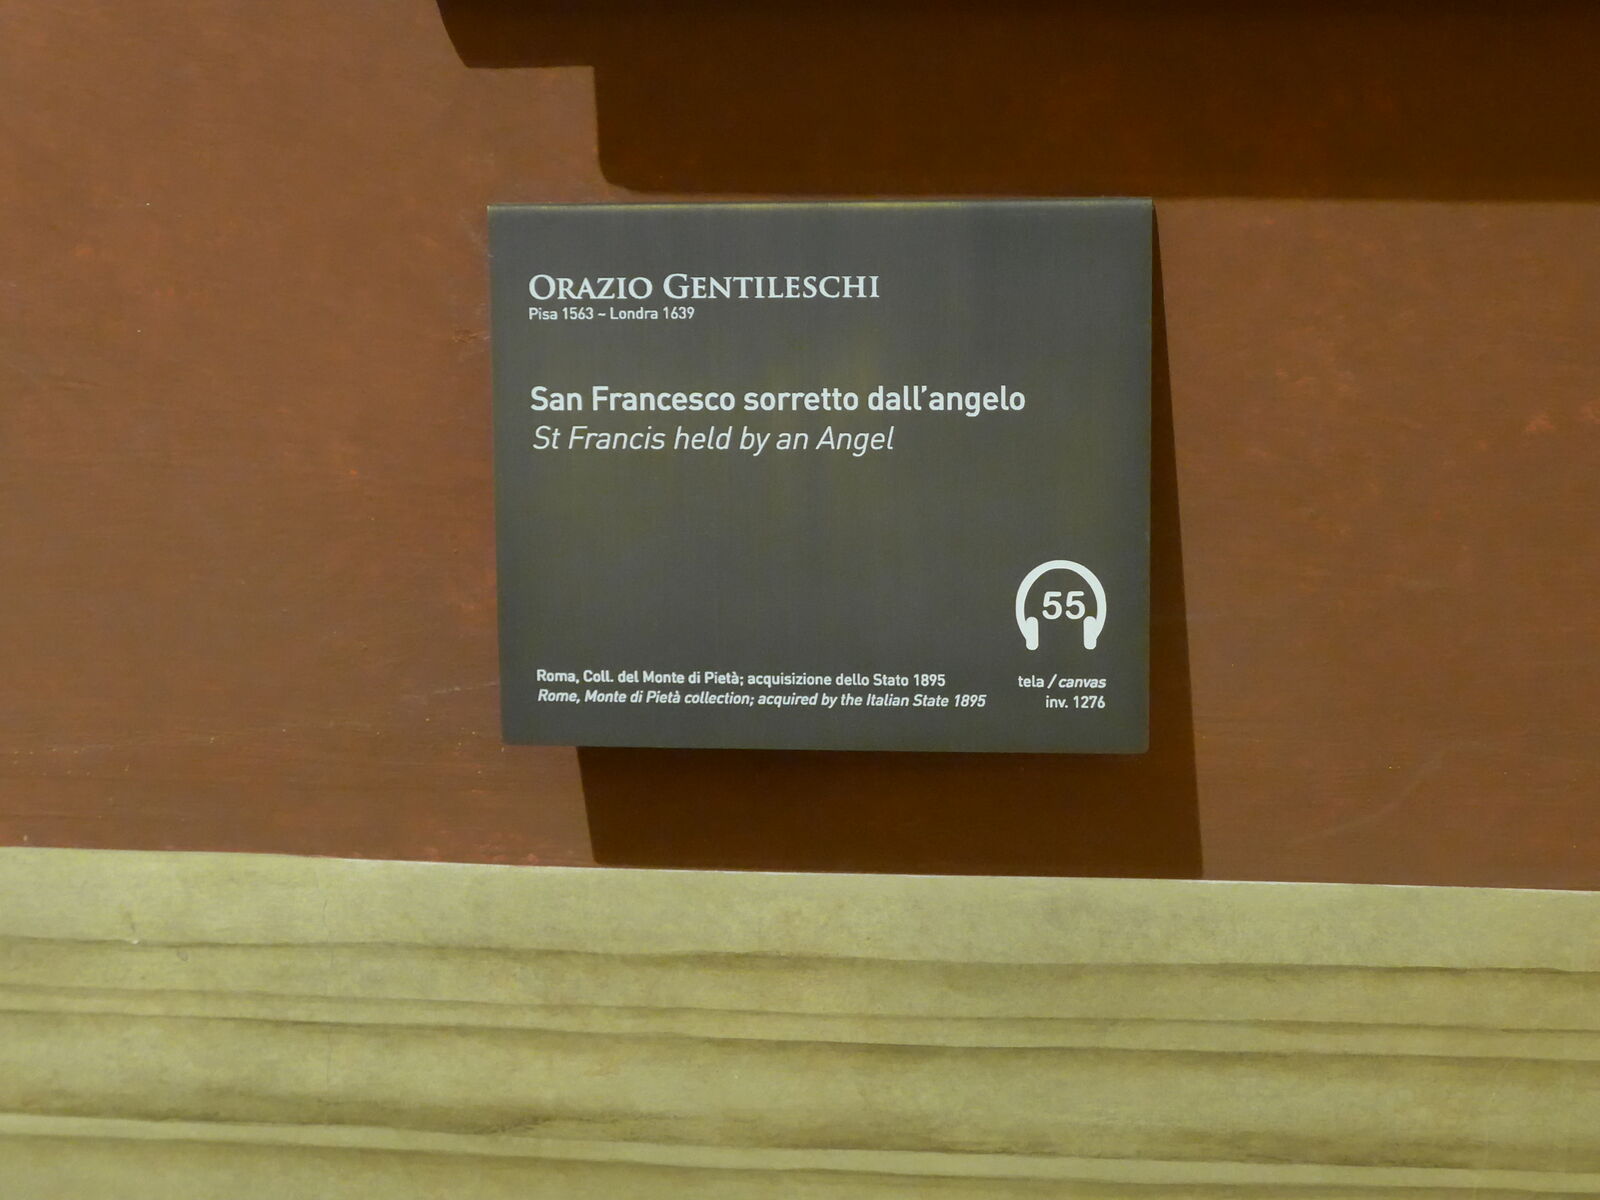 ORAZIO GENTILESCHI
Pisa 1563 ~ Londra 1639
San Francesco sorretto dall'angelo
St Francis held by an Angel
55
Roma, Coll. del Monte di Pietà; acquisizione dello Stato 1895
Rome, Monte di Pietà collection; acquired by the Italian State 1895
tela / canvas
inv. 1276